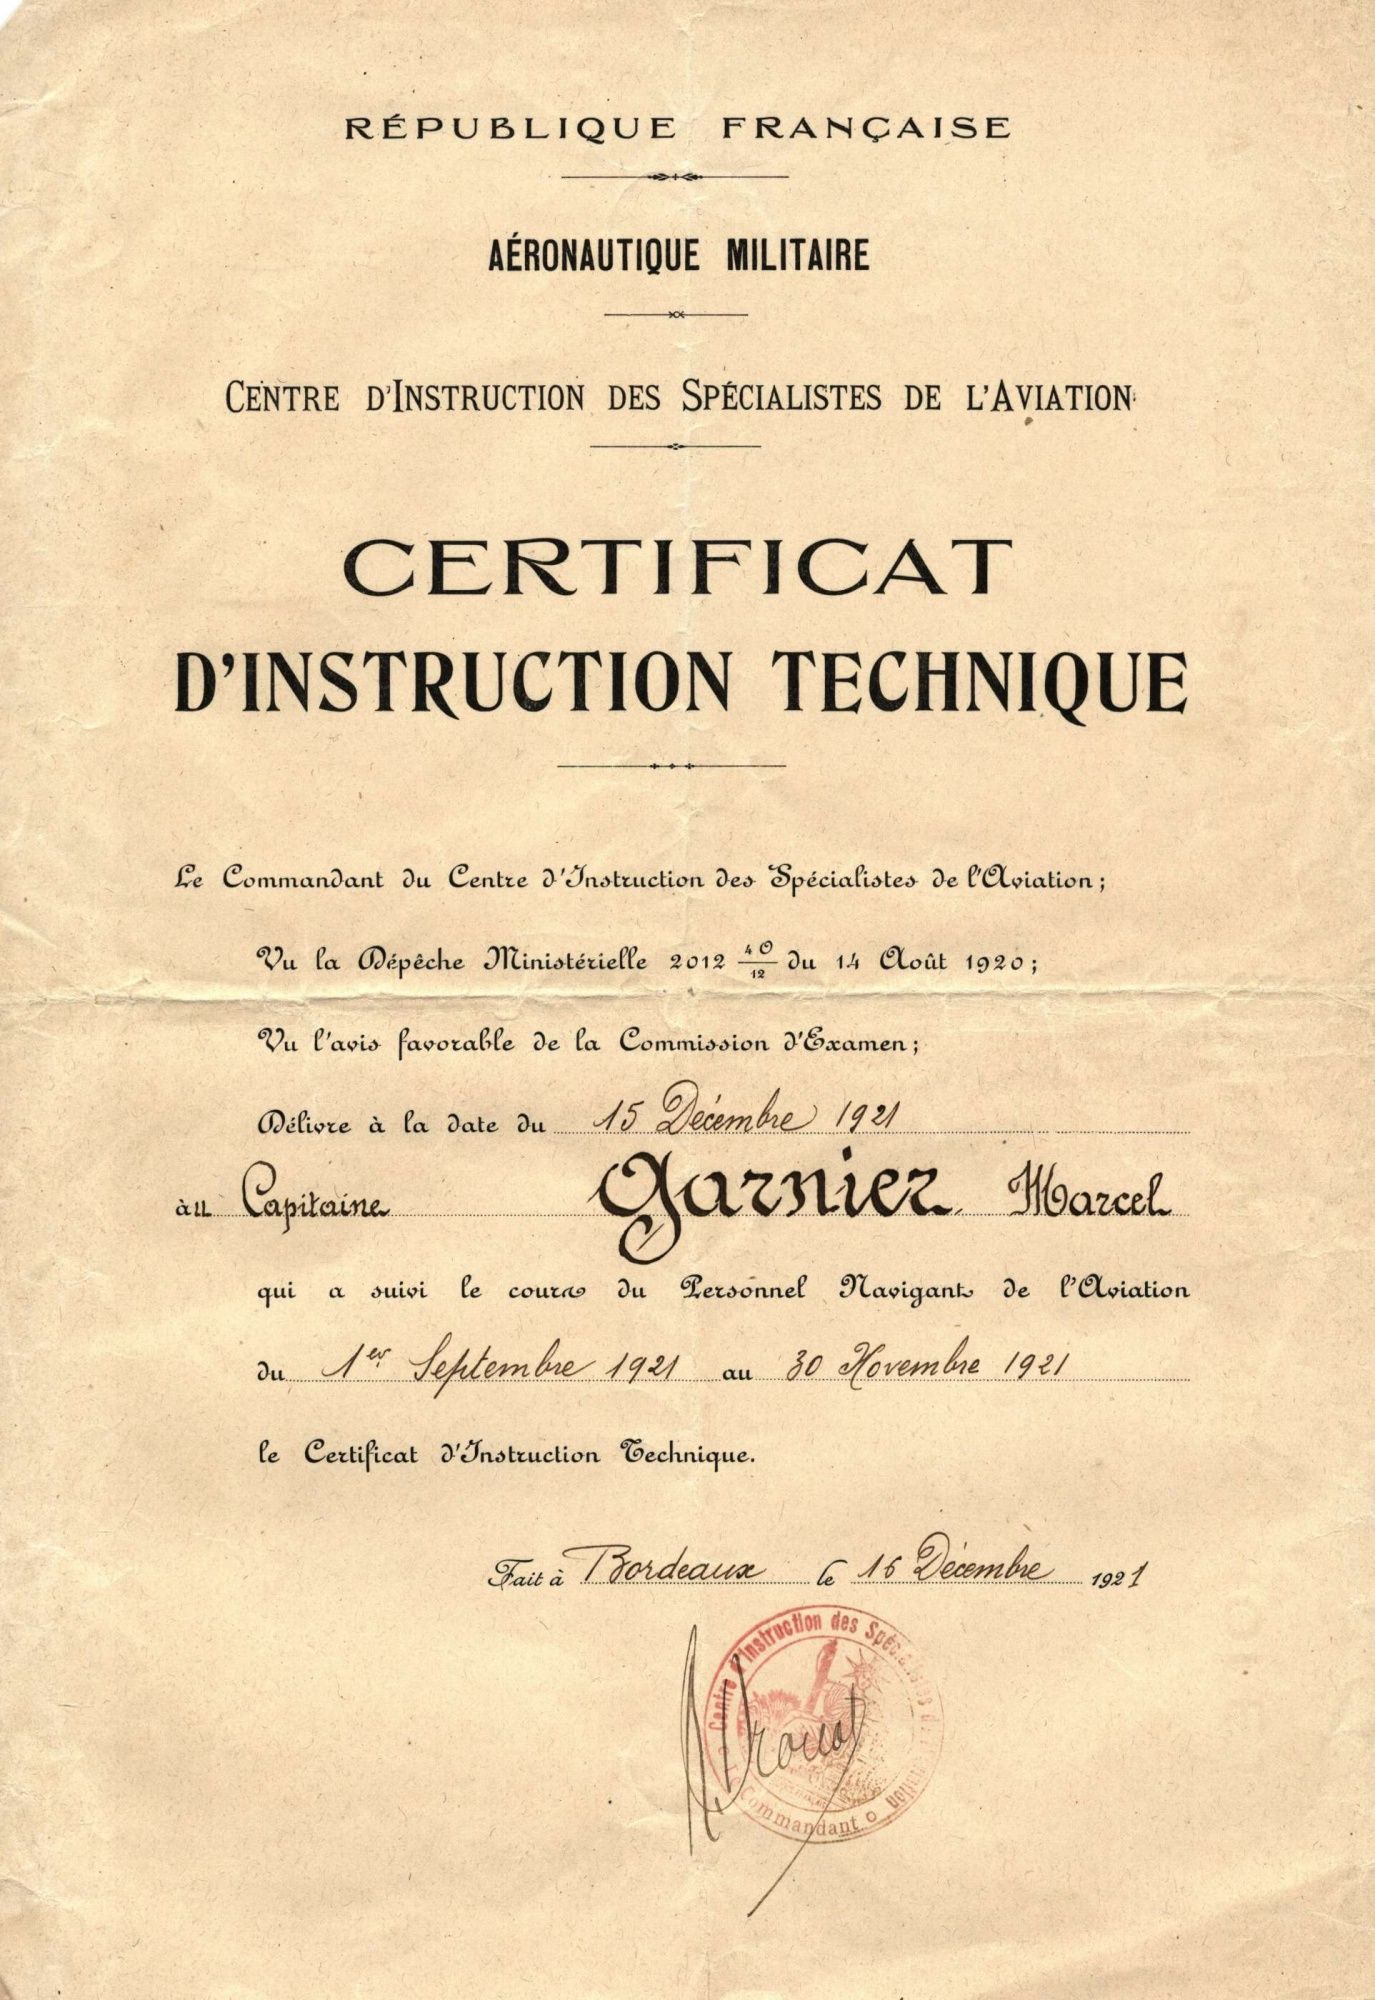 RÉPUBLIQUE FRANÇAISE
AÉRONAUTIQUE MILITAIRE
CENTRE D'INSTRUCTION DES SPÉCIALISTES DE L'AVIATION
CERTIFICAT
D'INSTRUCTION TECHNIQUE
Le Commandant du Centre d'Instruction des Spécialistes de l'Aviation;
Vu la Dépêche Ministérielle 2012 4 O/12 du 14 Août 1920;
Vu l'avis favorable de la Commission d'Examen;
Délivre à la date du 15 Décembre 1921
au Capitaine Garnier Marcel
qui a suivi le cours du Personnel Navigant de l'Aviation
du 1er Septembre 1921 au 30 Novembre 1921
le Certificat d'Instruction Technique.
Fait à Bordeaux le 16 Décembre 1921
Centre d'Instruction des Spécialistes
Commandant